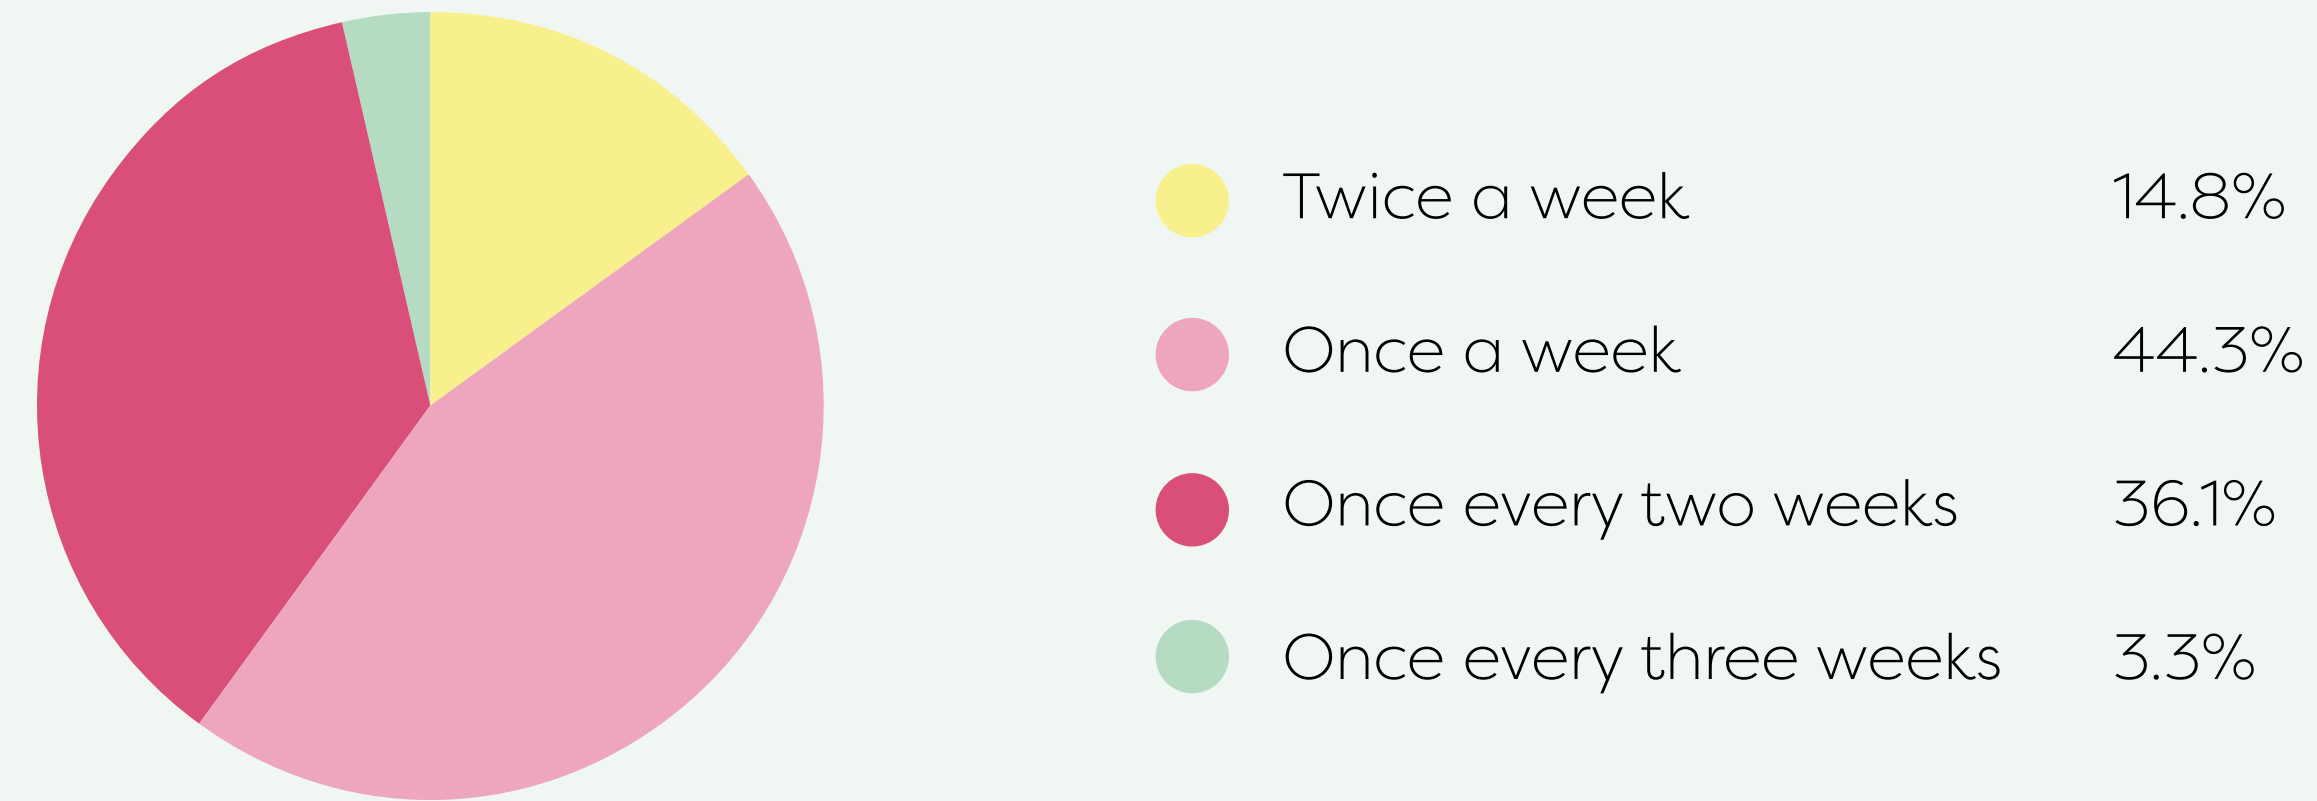 Twice a week 14.8%
Once a week 44.3%
Once every two weeks 36.1%
Once every three weeks 3.3%